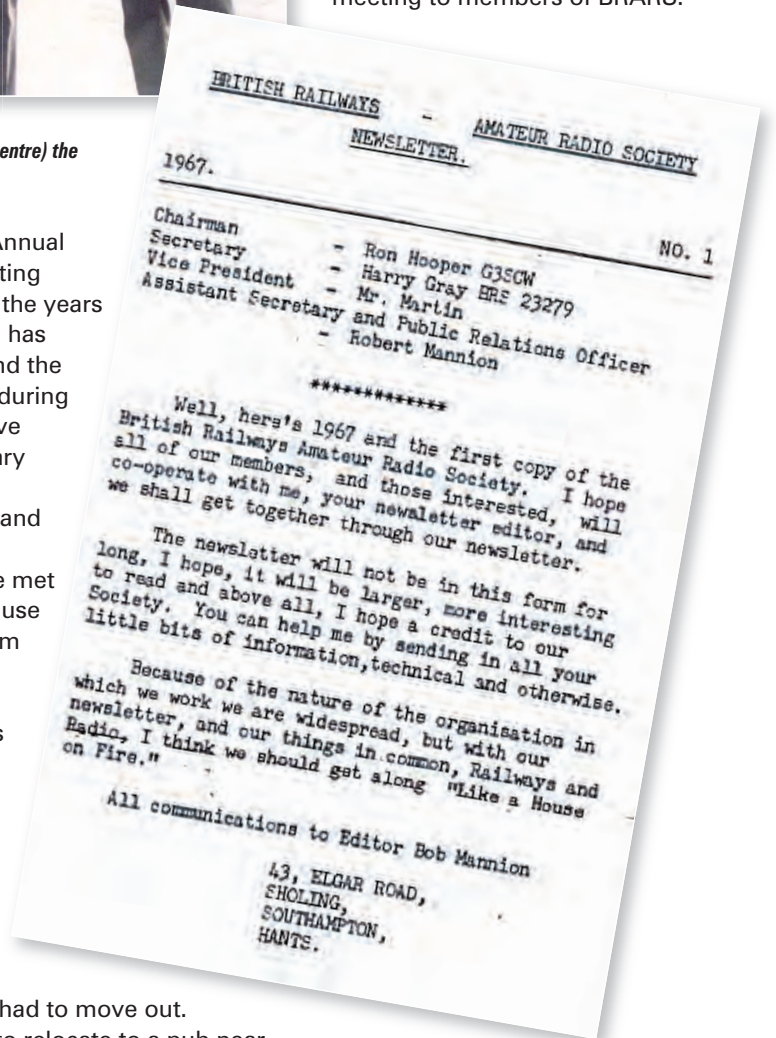 meeting to members of BRARS.
entre) the
Annual
ting
the years
has
nd the
during
ve
ary
and
e met
use
m
s
had to move out.
to relocate to a pub near
BRITISH RAILWAYS - AMATEUR RADIO SOCIETY
NEWSLETTER.
1967. NO. 1
Chairman - Ron Hooper G3SCW
Secretary - Harry Gray BRS 23279
Vice President - Mr. Martin
Assistant Secretary and Public Relations Officer
- Robert Mannion
*************
Well, hers's 1967 and the first copy of the
British Railways Amateur Radio Society. I hope
all of our members, and those interested, will
co-operate with me, your newsletter editor, and
we shall get together through our newsletter.
The newsletter will not be in this form for
long, I hope, it will be larger, more interesting
to read and above all, I hope a credit to our
Society. You can help me by sending in all your
little bits of information,technical and otherwise.
Because of the nature of the organisation in
which we work we are widespread, but with our
newsletter, and our things in common, Railways and
Radio, I think we should get along "Like a House
on Fire."
All communications to Editor Bob Mannion
43, ELGAR ROAD,
SHOLING,
SOUTHAMPTON,
HANTS.